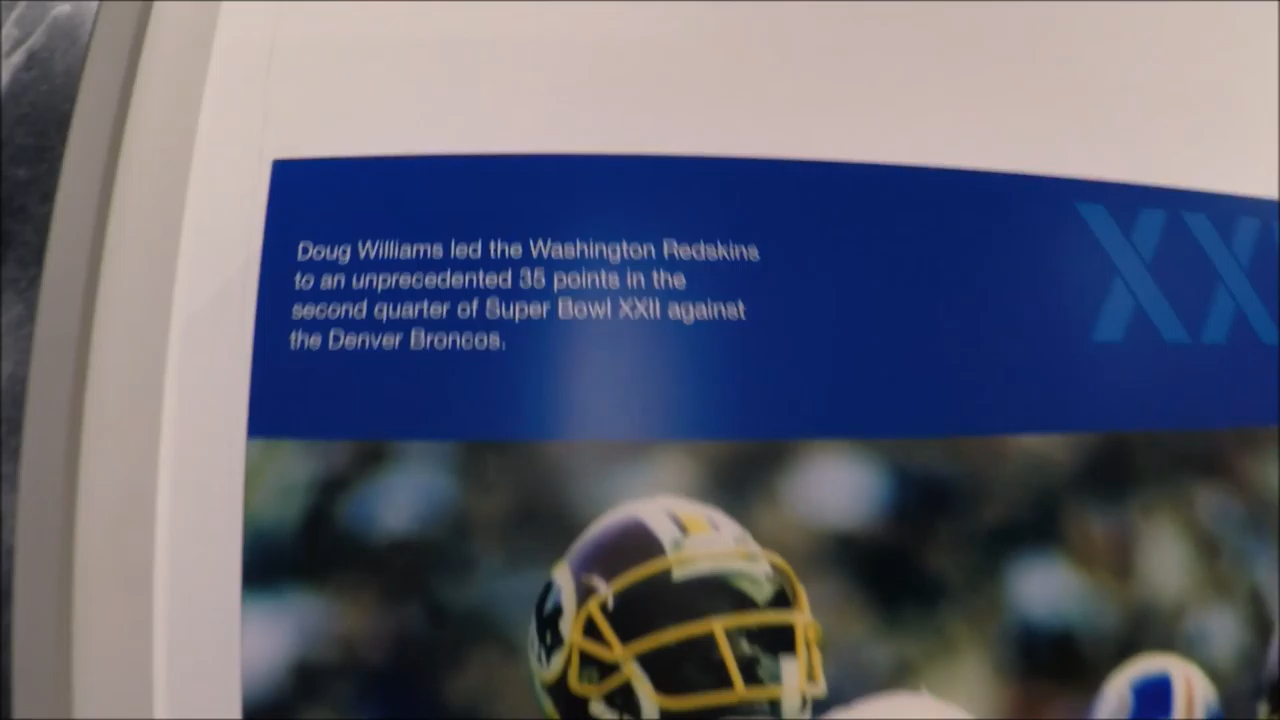 Doug Williams led the Washington Redskins
to an unprecedented 35 points in the
second quarter of Super Bowl XXII against
the Denver Broncos.
XX